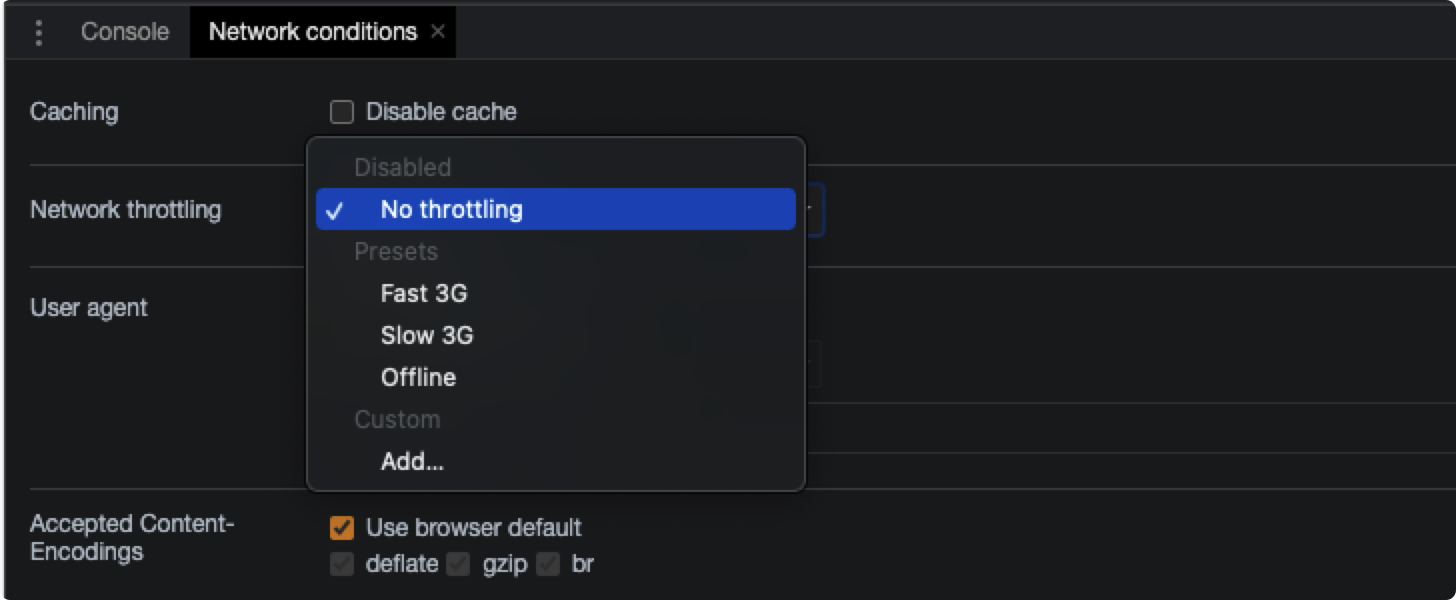 Console Network conditions
Caching Disable cache
Disabled
Network throttling No throttling
Presets
Fast 3G
User agent
Slow 3G
Offline
Custom
Add...
Accepted Content-
Encodings
Use browser default
deflate gzip br